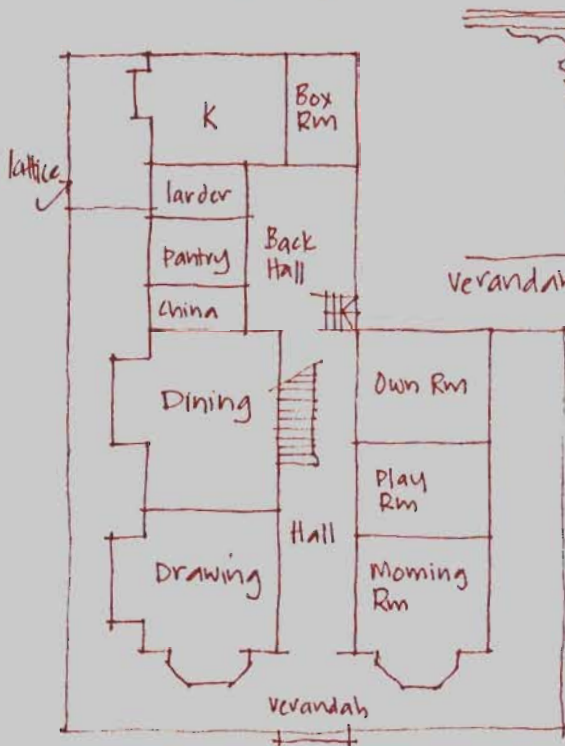 K
Box
Rm
lattice
larder
Pantry
Back
Hall
China
Verandah
Dining
Own Rm
Play
Rm
Hall
Drawing
Morning
Rm
verandah